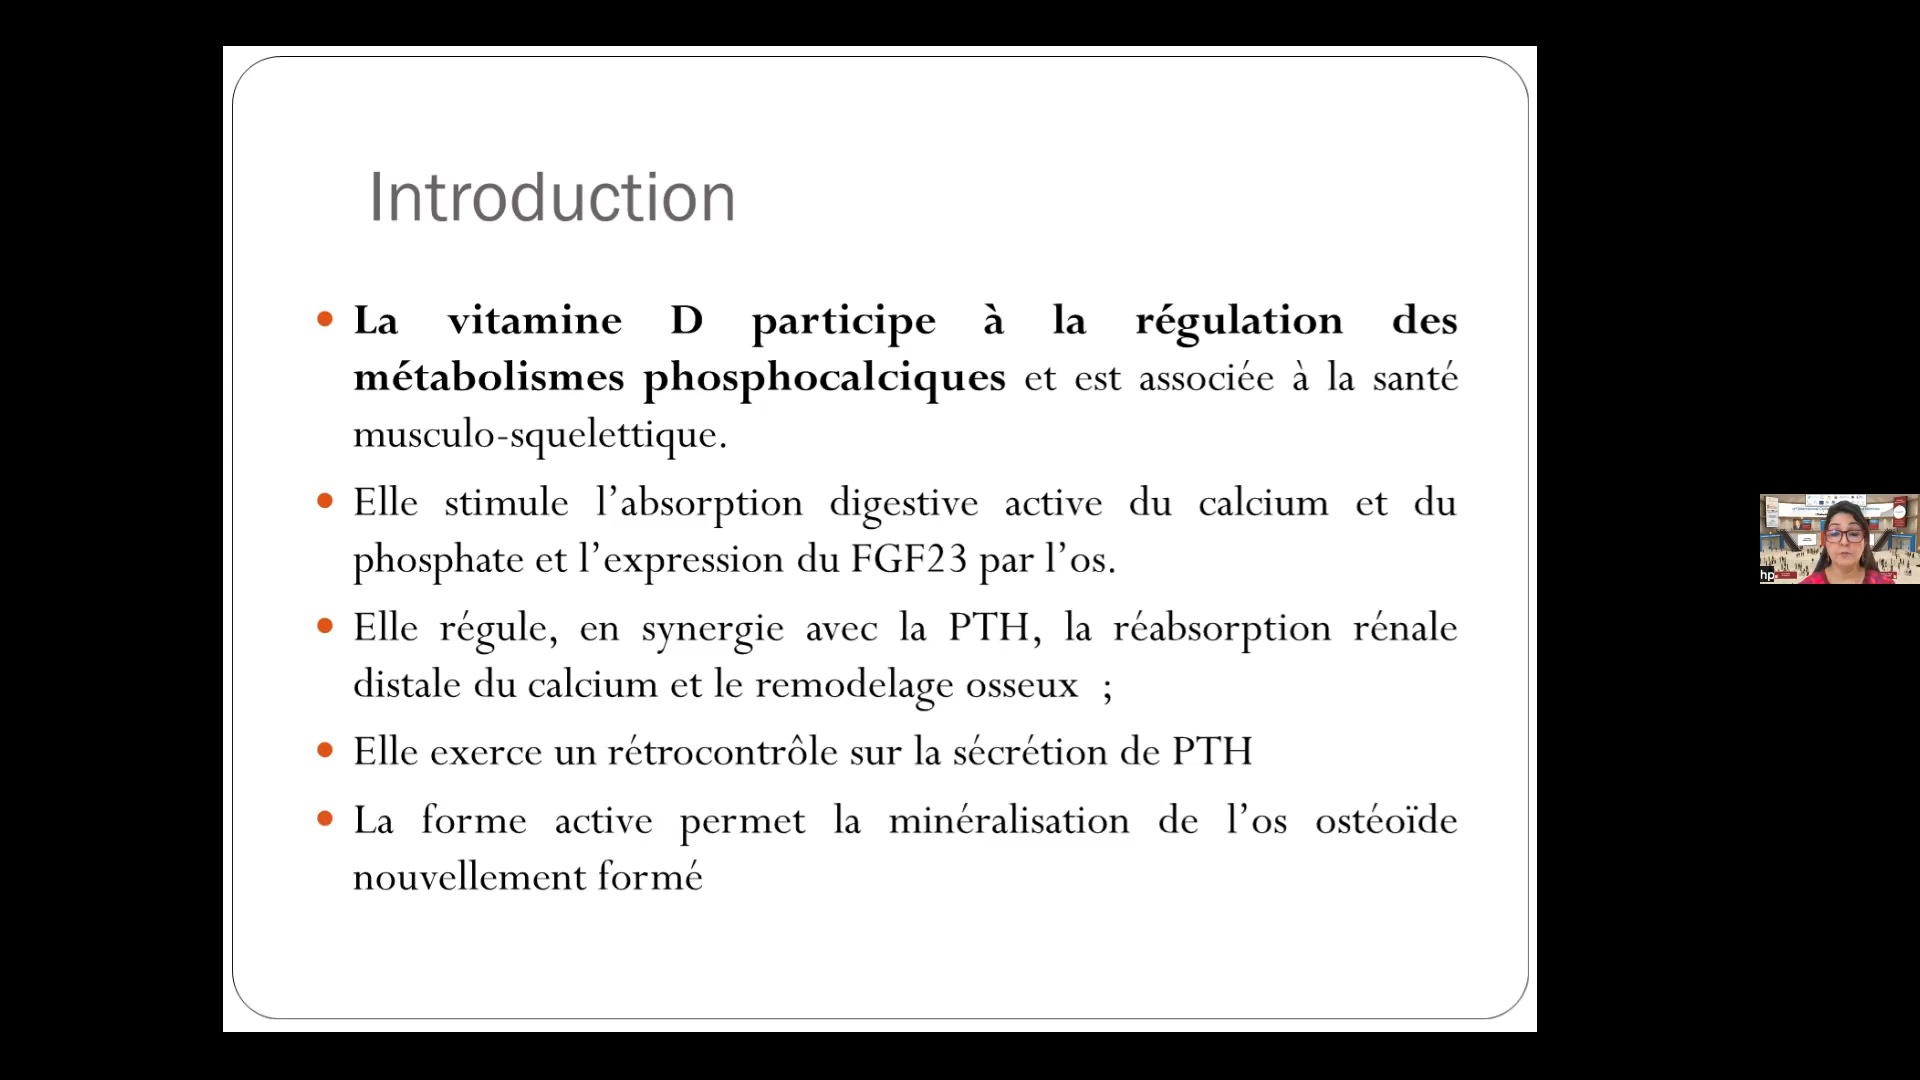 Introduction
La vitamine D participe à la régulation des
métabolismes phosphocalciques et est associée à la santé
musculo-squelettique.
Elle stimule l’absorption digestive active du calcium et du
phosphate et l’expression du FGF23 par l’os.
Elle régule, en synergie avec la PTH, la réabsorption rénale
distale du calcium et le remodelage osseux ;
Elle exerce un rétrocontrôle sur la sécrétion de PTH
La forme active permet la minéralisation de l’os ostéoïde
nouvellement formé
hp